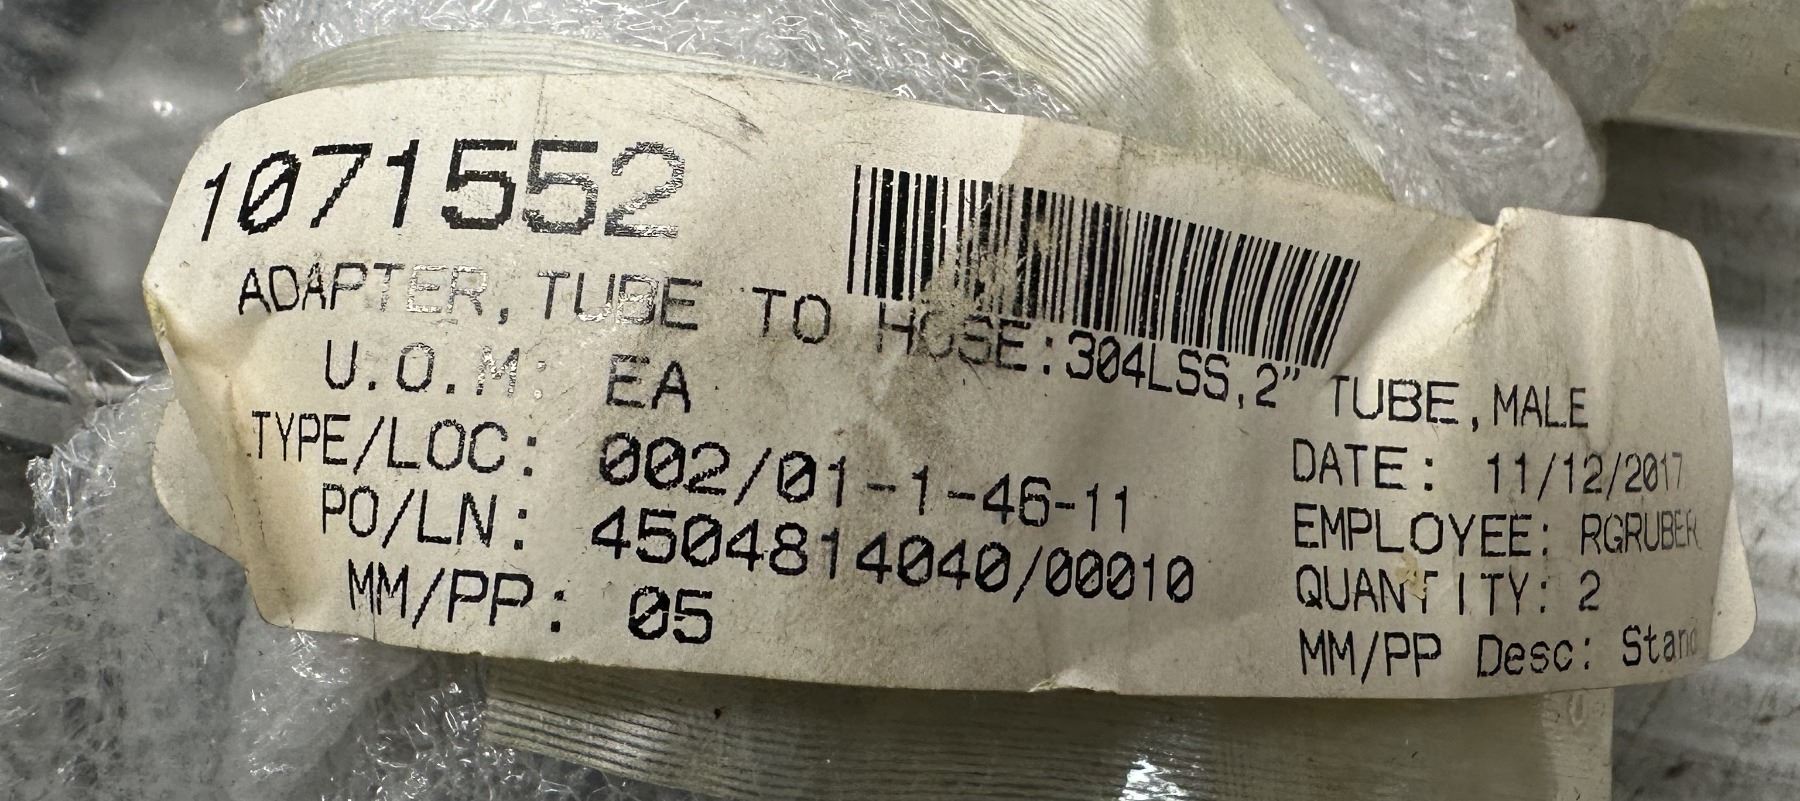 1071552
ADAPTER, TUBE TO HOSE:304LSS,2" TUBE,MALE
U.O.M: EA
TYPE/LOC: 002/01-1-46-11
PO/LN: 4504814040/00010
MM/PP: 05
DATE: 11/12/2017
EMPLOYEE: RGRUBER
QUANTITY: 2
MM/PP Desc: